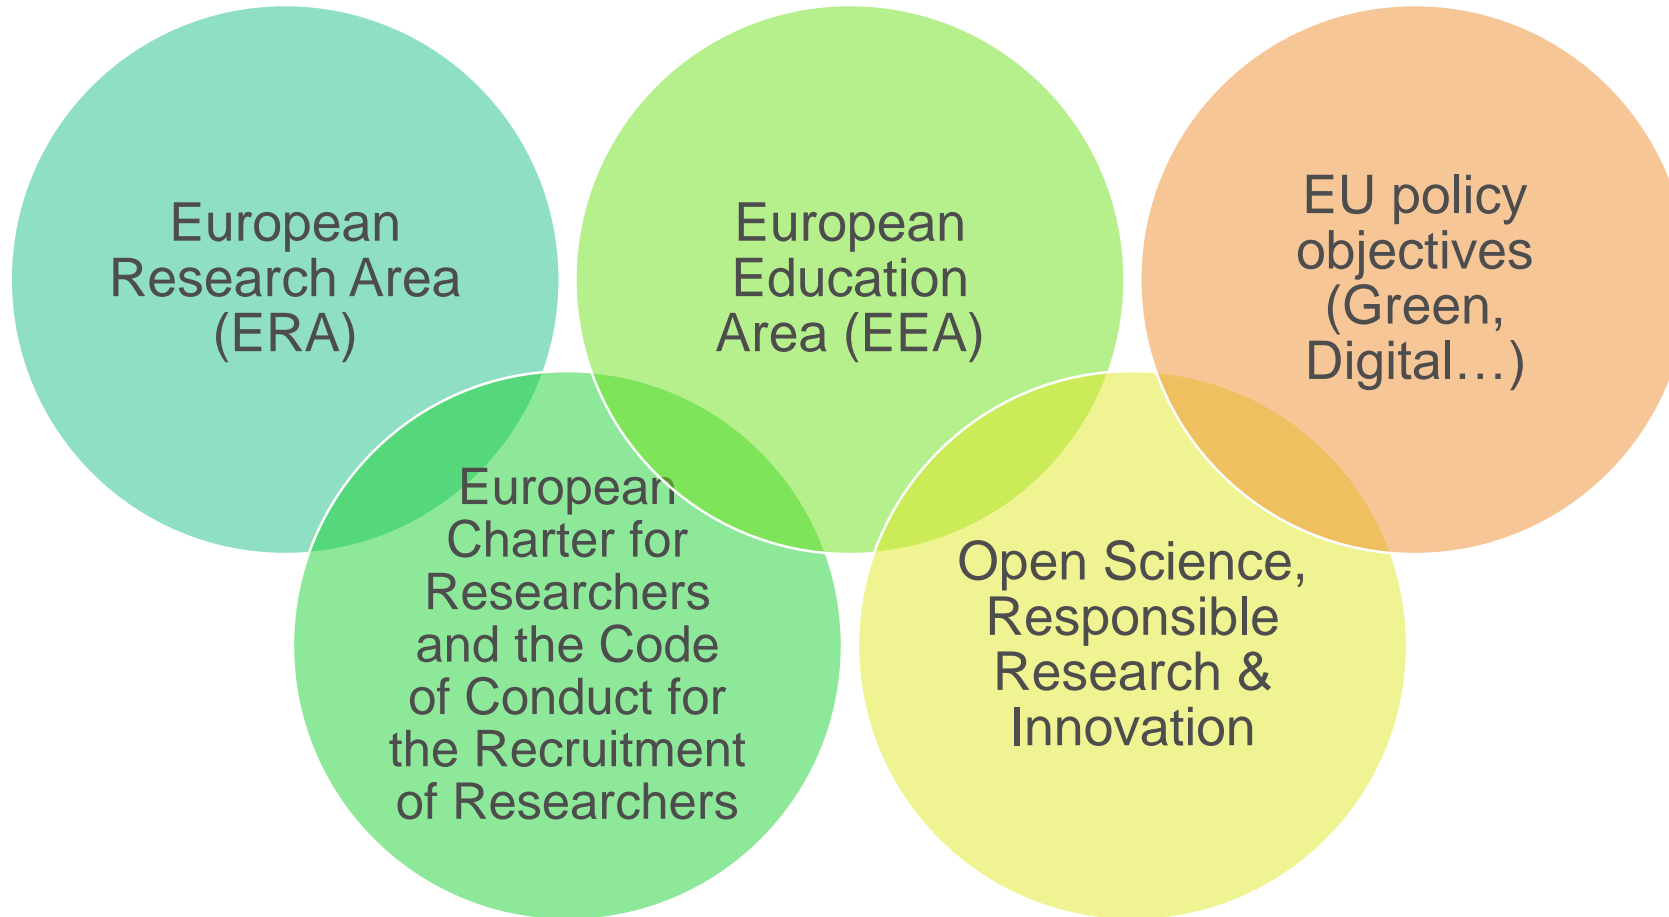 European
Research Area
(ERA)
European
Education
Area (EEA)
EU policy
objectives
(Green,
Digital…)
European
Charter for
Researchers
and the Code
of Conduct for
the Recruitment
of Researchers
Open Science,
Responsible
Research &
Innovation